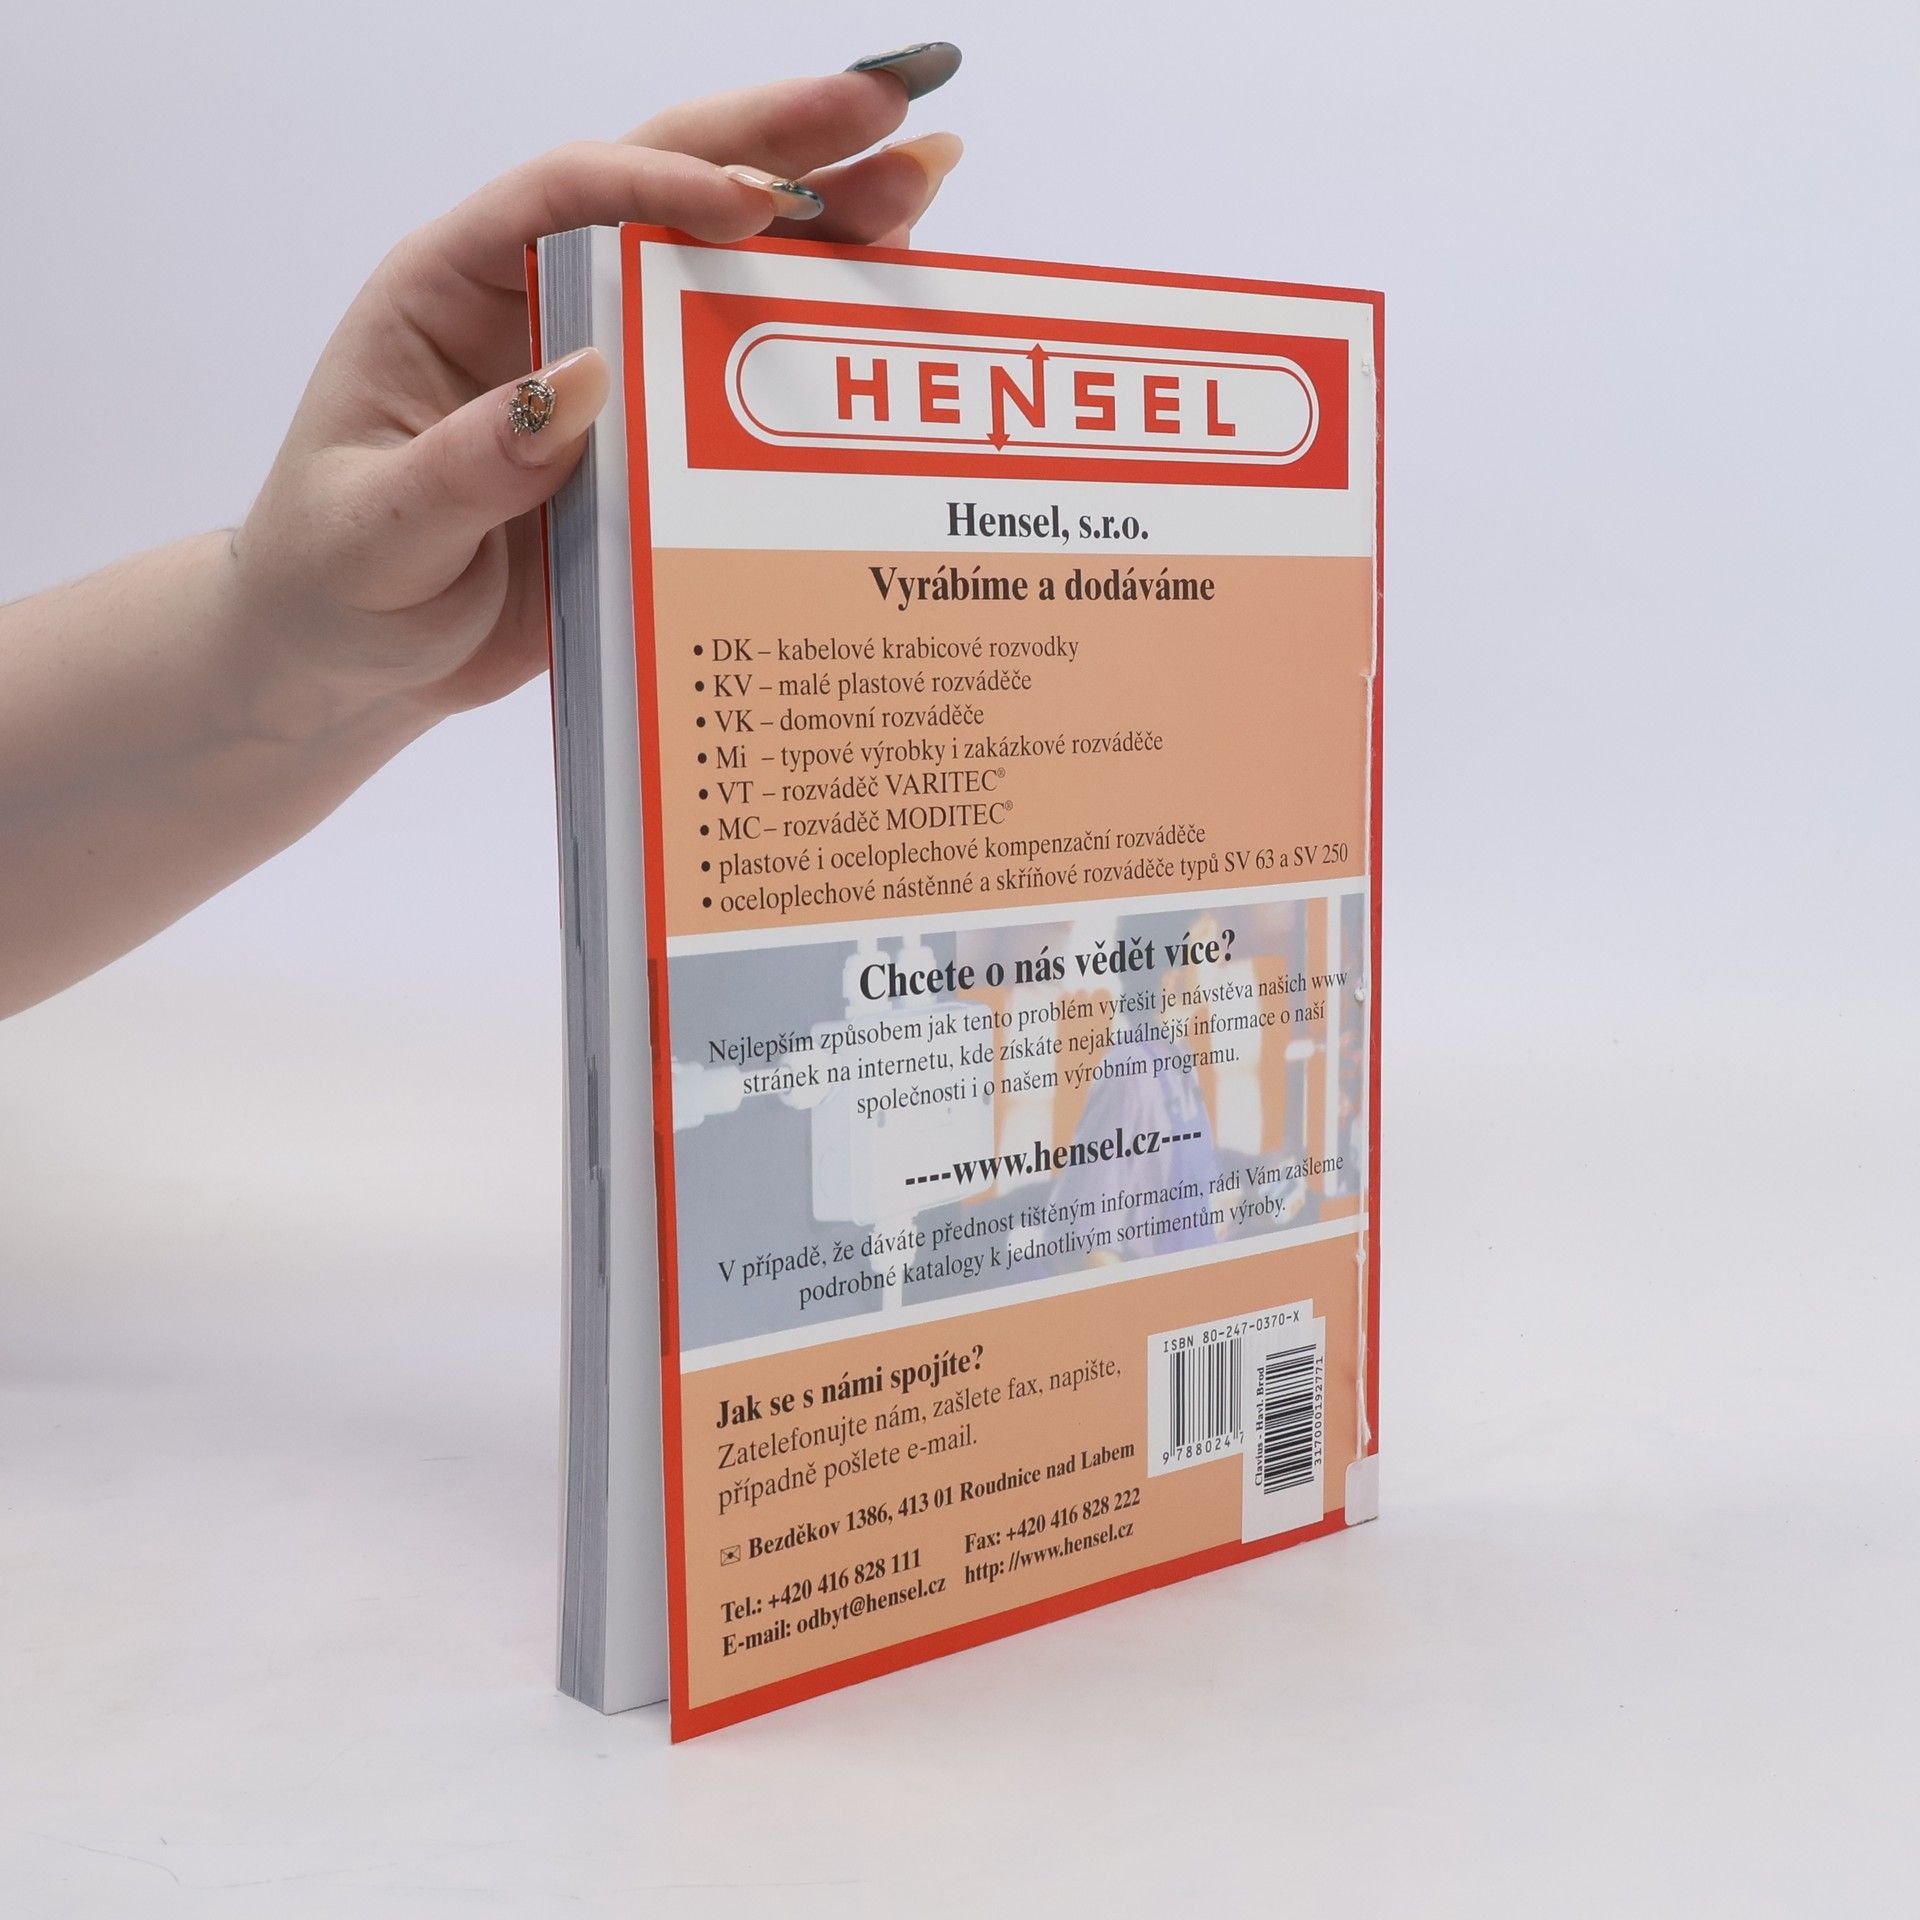 HENSEL
Hensel, s.r.o.
Vyrábíme a dodáváme
• DK – kabelové krabicové rozvodky
• KV – malé plastové rozváděče
• VK – domovní rozváděče
• Mi – typové výrobky i zakázkové rozváděče
• VT – rozváděč VARITEC®
• MC – rozváděč MODITEC®
• plastové i oceloplechové kompenzační rozváděče
• oceloplechové nástěnné a skříňové rozváděče typů SV 63 a SV 250
Chcete o nás vědět více?
Nejlepším způsobem jak tento problém vyřešit je návstěva našich www
stránek na internetu, kde získáte nejaktuálnější informace o naší
společnosti i o našem výrobním programu.
----www.hensel.cz----
V případě, že dáváte přednost tištěným informacím, rádi Vám zašleme
podrobné katalogy k jednotlivým sortimentům výroby.
Jak se s námi spojíte?
Zatelefonujte nám, zašlete fax, napište,
případně pošlete e-mail.
✉ Bezděkov 1386, 413 01 Roudnice nad Labem
Tel.: +420 416 828 111
Fax: +420 416 828 222
E-mail: odbyt@hensel.cz
http: //www.hensel.cz
ISBN 80-247-0370-X
9 788024 7
Clavius - Havl. Brod
317000192771